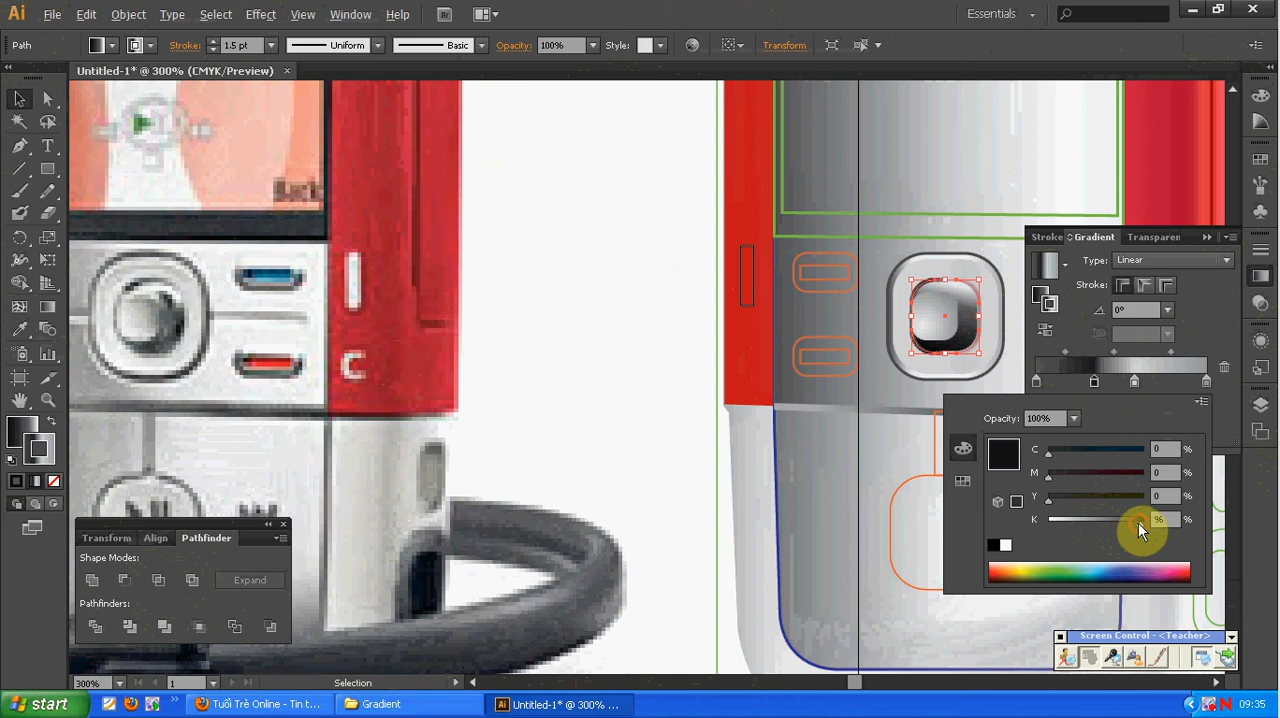 Ai File Edit Object Type Select Effect View Window Help Br Essentials
Path Stroke: 1.5 pt Uniform Basic Opacity: 100% Style: Transform
Untitled-1* @ 300% (CMYK/Preview)
Back
C
Stroke Gradient Transparen
Type: Linear
Stroke:
0°
Opacity: 100%
C 0 %
M 0 %
Y 0 %
K 96 %
Transform Align Pathfinder
Shape Modes:
Expand
Pathfinders:
Screen Control - <Teacher>
300% 1 Selection
start Tuổi Trẻ Online - Tin t... Gradient Untitled-1* @ 300% ... 09:35